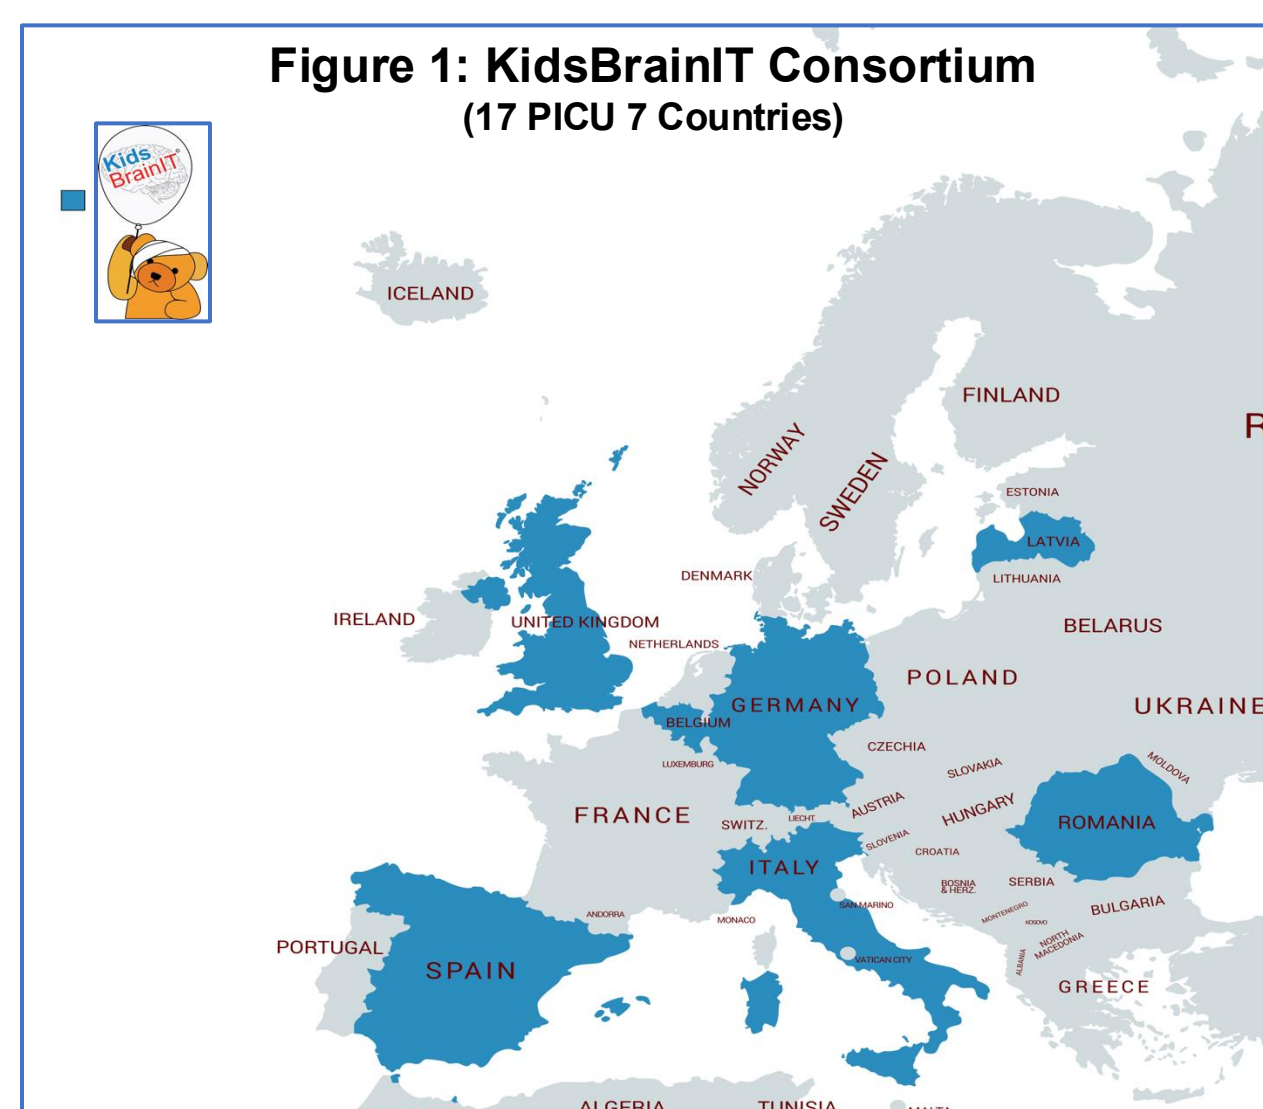 Figure 1: KidsBrainIT Consortium
(17 PICU 7 Countries)
Kids
BrainIT
ICELAND
FINLAND
R
NORWAY
SWEDEN
ESTONIA
LATVIA
DENMARK
LITHUANIA
IRELAND
UNITED KINGDOM
BELARUS
NETHERLANDS
POLAND
GERMANY
UKRAINE
BELGIUM
CZECHIA
LUXEMBURG
SLOVAKIA
MOLDOVA
AUSTRIA
HUNGARY
FRANCE
SWITZ.
LIECHT.
ROMANIA
SLOVENIA
CROATIA
ITALY
BOSNIA
& HERZ.
SERBIA
SAN MARINO
BULGARIA
ANDORRA
MONACO
MONTENEGRO
KOSOVO
PORTUGAL
NORTH
MACEDONIA
SPAIN
VATICAN CITY
ALBANIA
GREECE
ALGERIA
TUNISIA
MALTA